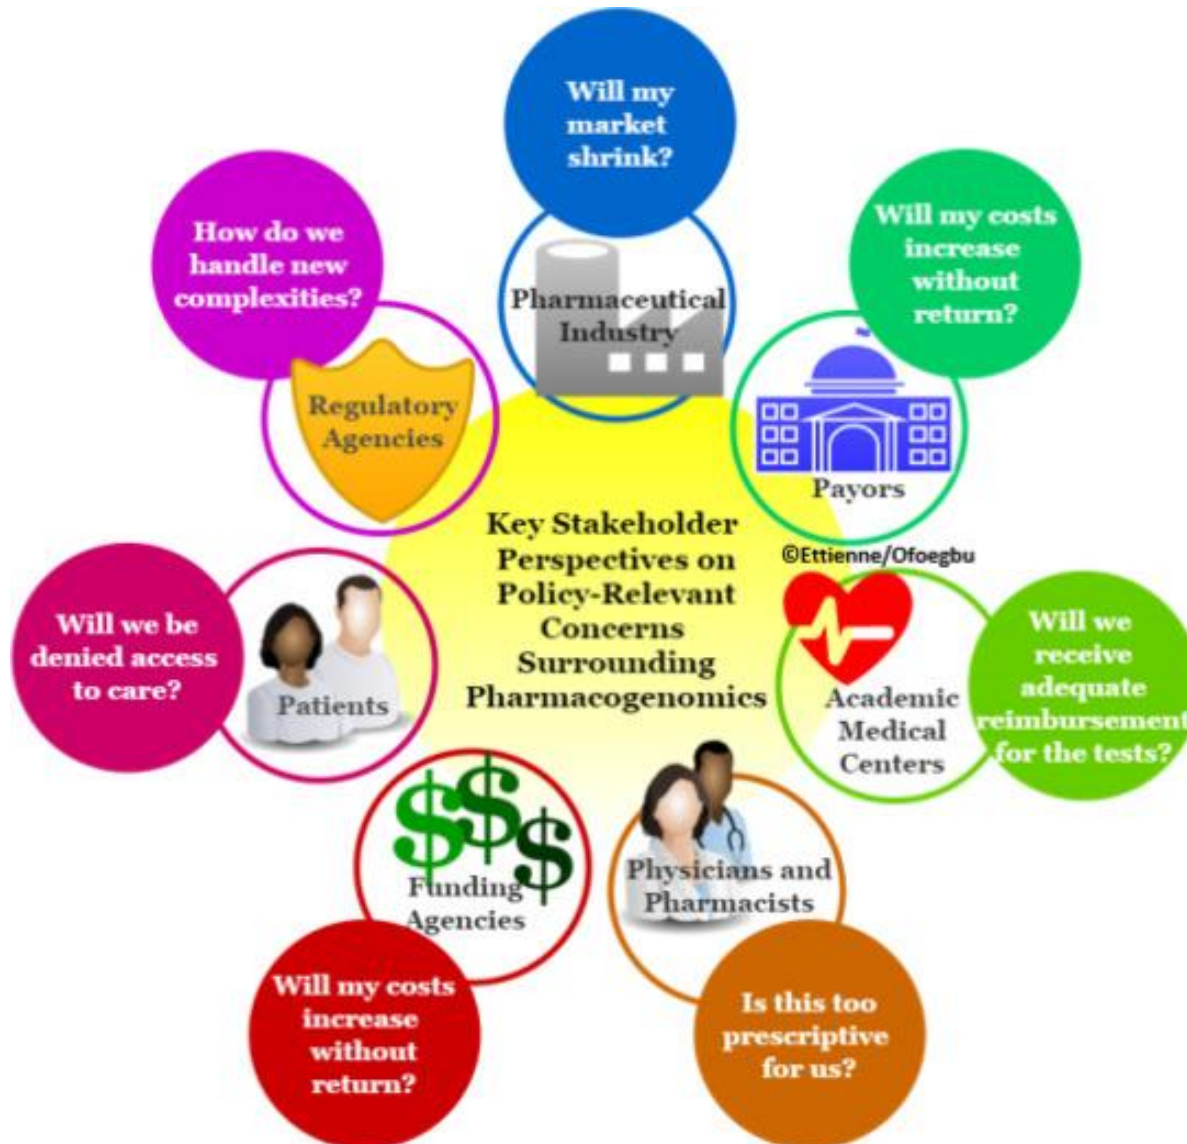 Will my
market
shrink?
Pharmaceutical
Industry
Will my costs
increase
without
return?
Payors
©Ettienne/Ofoegbu
Will we
receive
adequate
reimbursement
for the tests?
Academic
Medical
Centers
Physicians and
Pharmacists
Is this too
prescriptive
for us?
$$$
Funding
Agencies
Will my costs
increase
without
return?
Patients
Will we be
denied access
to care?
Regulatory
Agencies
How do we
handle new
complexities?
Key Stakeholder
Perspectives on
Policy-Relevant
Concerns
Surrounding
Pharmacogenomics